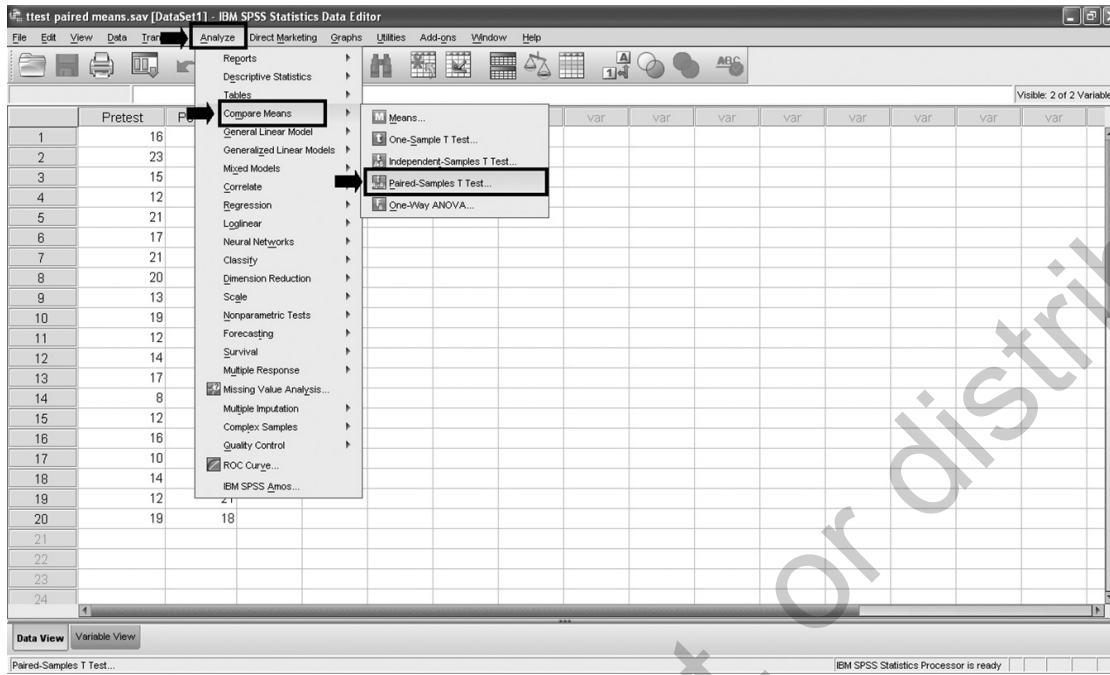 ttest paired means.sav [DataSet1] - IBM SPSS Statistics Data Editor
File Edit View Data Tran Analyze Direct Marketing Graphs Utilities Add-ons Window Help
Visible: 2 of 2 Variable
Reports
Descriptive Statistics
Tables
Compare Means
General Linear Model
Generalized Linear Models
Mixed Models
Correlate
Regression
Loglinear
Neural Networks
Classify
Dimension Reduction
Scale
Nonparametric Tests
Forecasting
Survival
Multiple Response
Missing Value Analysis...
Multiple Imputation
Complex Samples
Quality Control
ROC Curve...
IBM SPSS Amos...
Means...
One-Sample T Test...
Independent-Samples T Test...
Paired-Samples T Test...
One-Way ANOVA...
Pretest var var var var var var var var
1 16
2 23
3 15
4 12
5 21
6 17
7 21
8 20
9 13
10 19
11 12
12 14
13 17
14 8
15 12
16 16
17 10
18 14
19 12 21
20 19 18
21
22
23
24
Data View Variable View
Paired-Samples T Test... IBM SPSS Statistics Processor is ready
or distrib